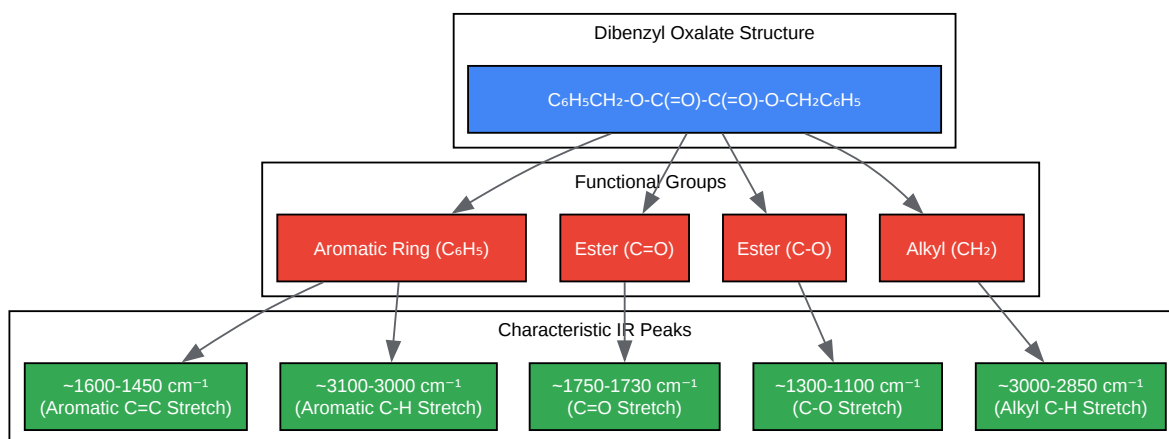 Dibenzyl Oxalate Structure
C₆H₅CH₂-O-C(=O)-C(=O)-O-CH₂C₆H₅
Functional Groups
Aromatic Ring (C₆H₅)
Ester (C=O)
Ester (C-O)
Alkyl (CH₂)
Characteristic IR Peaks
~1600-1450 cm⁻¹
(Aromatic C=C Stretch)
~3100-3000 cm⁻¹
(Aromatic C-H Stretch)
~1750-1730 cm⁻¹
(C=O Stretch)
~1300-1100 cm⁻¹
(C-O Stretch)
~3000-2850 cm⁻¹
(Alkyl C-H Stretch)